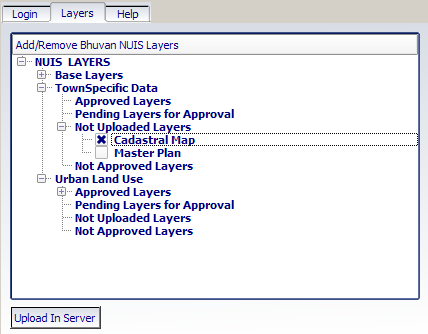 Login Layers Help
Add/Remove Bhuvan NUIS Layers
NUIS LAYERS
Base Layers
TownSpecific Data
Approved Layers
Pending Layers for Approval
Not Uploaded Layers
Cadastral Map
Master Plan
Not Approved Layers
Urban Land Use
Approved Layers
Pending Layers for Approval
Not Uploaded Layers
Not Approved Layers
Upload In Server